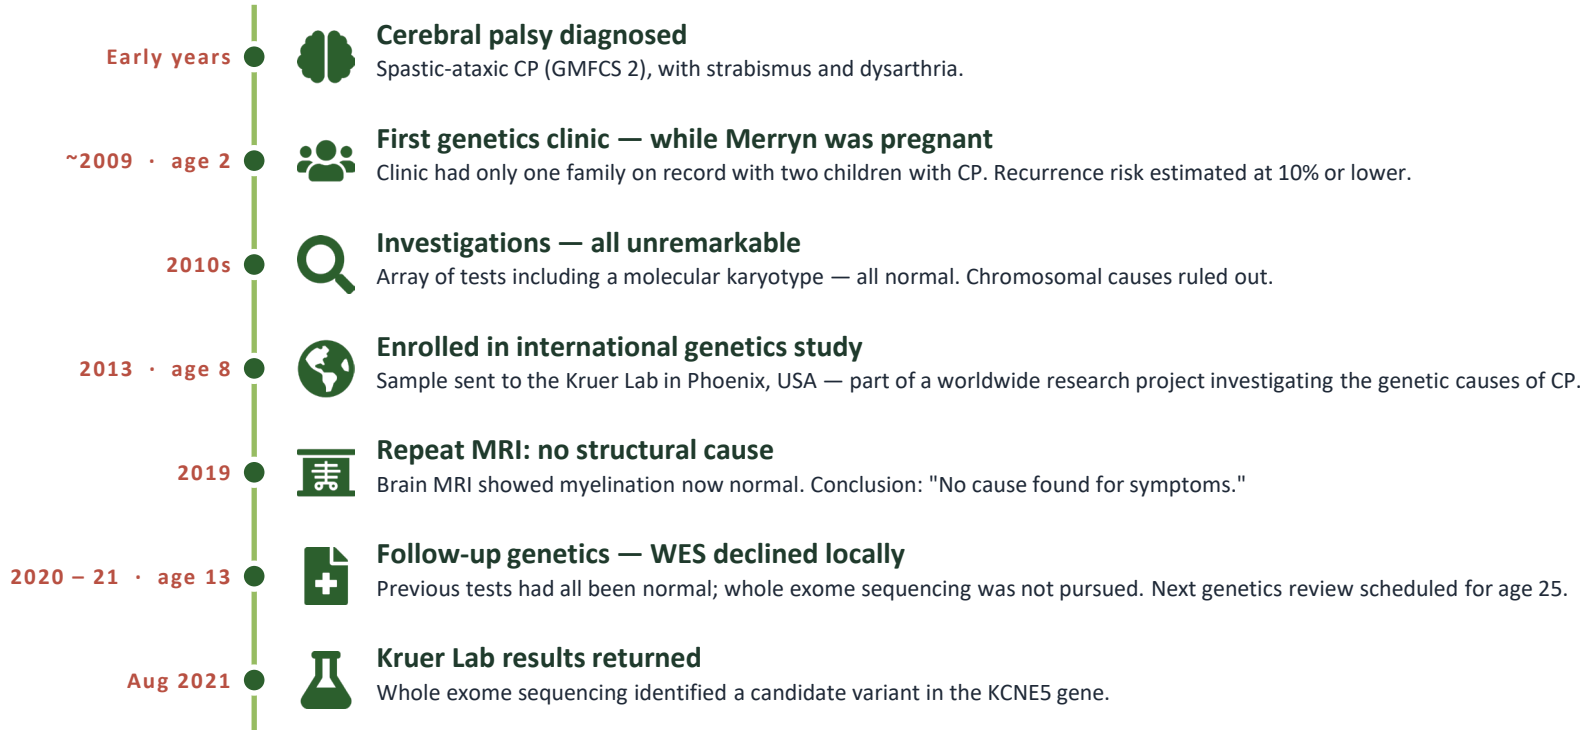 Early years
Cerebral palsy diagnosed
Spastic-ataxic CP (GMFCS 2), with strabismus and dysarthria.
~2009 · age 2
First genetics clinic — while Merryn was pregnant
Clinic had only one family on record with two children with CP. Recurrence risk estimated at 10% or lower.
2010s
Investigations — all unremarkable
Array of tests including a molecular karyotype — all normal. Chromosomal causes ruled out.
2013 · age 8
Enrolled in international genetics study
Sample sent to the Kruer Lab in Phoenix, USA — part of a worldwide research project investigating the genetic causes of CP.
2019
Repeat MRI: no structural cause
Brain MRI showed myelination now normal. Conclusion: "No cause found for symptoms."
2020 – 21 · age 13
Follow-up genetics — WES declined locally
Previous tests had all been normal; whole exome sequencing was not pursued. Next genetics review scheduled for age 25.
Aug 2021
Kruer Lab results returned
Whole exome sequencing identified a candidate variant in the KCNE5 gene.